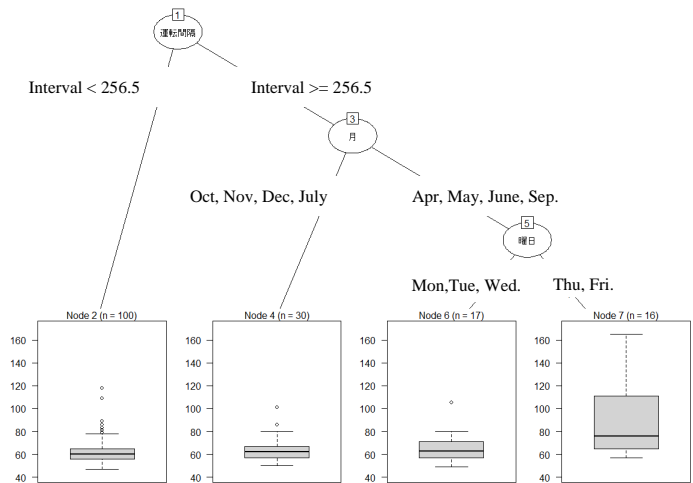 1
運転間隔
Interval < 256.5
Interval >= 256.5
3
月
Oct, Nov, Dec, July
Apr, May, June, Sep.
5
曜日
Mon,Tue, Wed.
Thu, Fri.
Node 2 (n = 100)
160
140
120
100
80
60
40
Node 4 (n = 30)
160
140
120
100
80
60
40
Node 6 (n = 17)
160
140
120
100
80
60
40
Node 7 (n = 16)
160
140
120
100
80
60
40